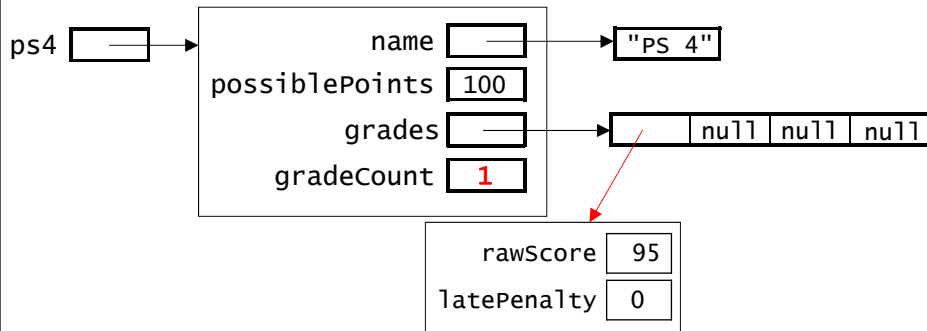 ps4 name "PS 4"
possiblePoints 100
grades null null null
gradeCount 1
rawScore 95
latePenalty 0